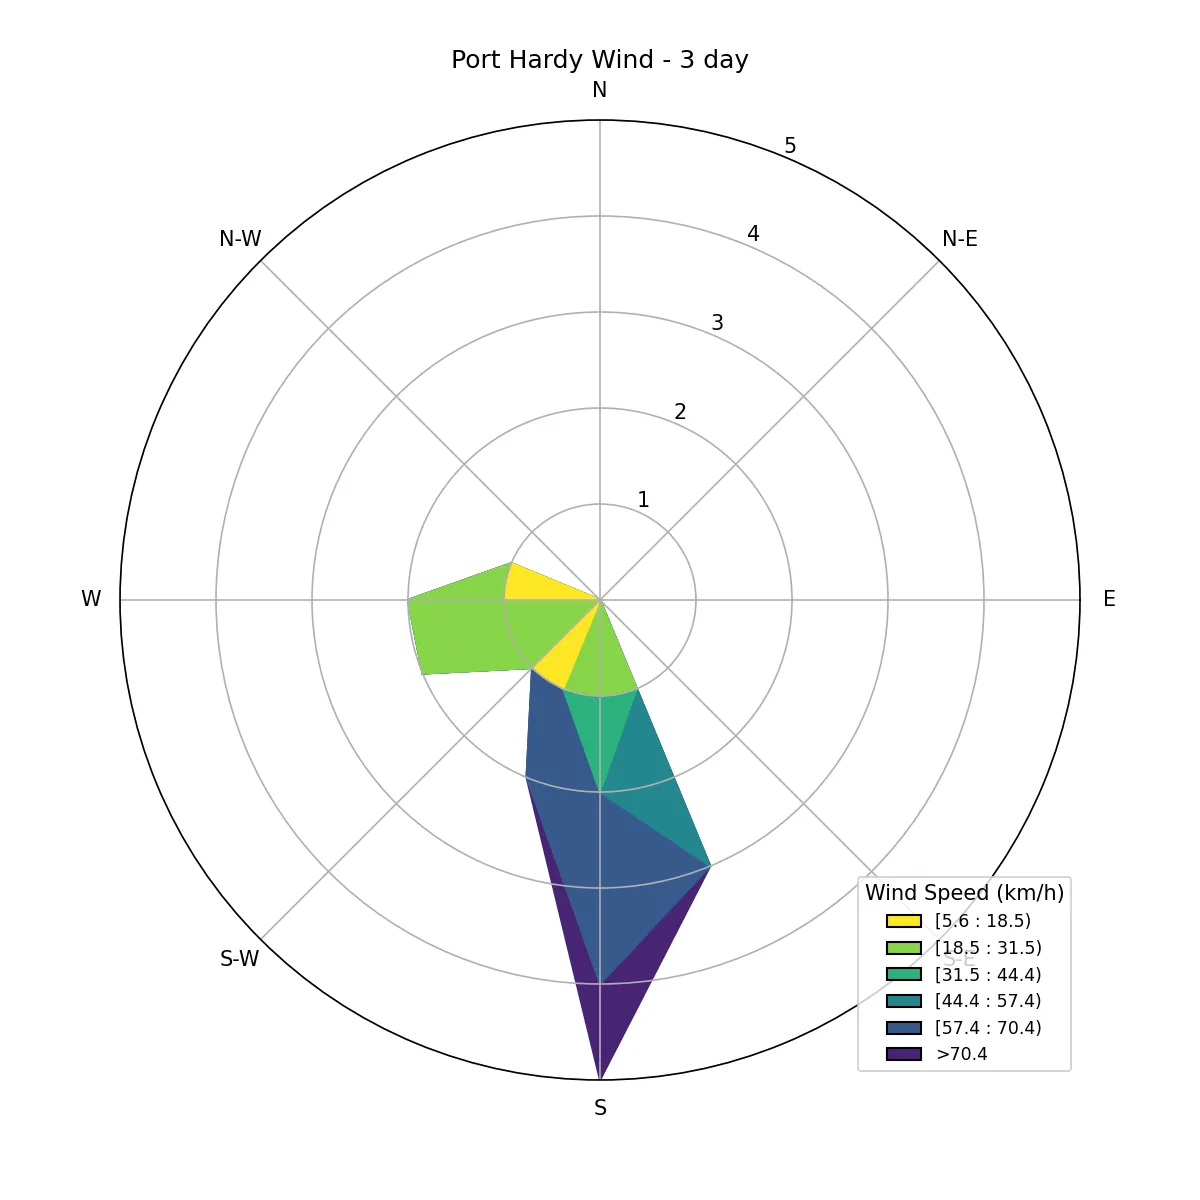 Port Hardy Wind - 3 day
N
5
N-W
N-E
4
3
2
1
W
E
Wind Speed (km/h)
[5.6 : 18.5)
[18.5 : 31.5)
[31.5 : 44.4)
[44.4 : 57.4)
[57.4 : 70.4)
>70.4
S-W
S-E
S